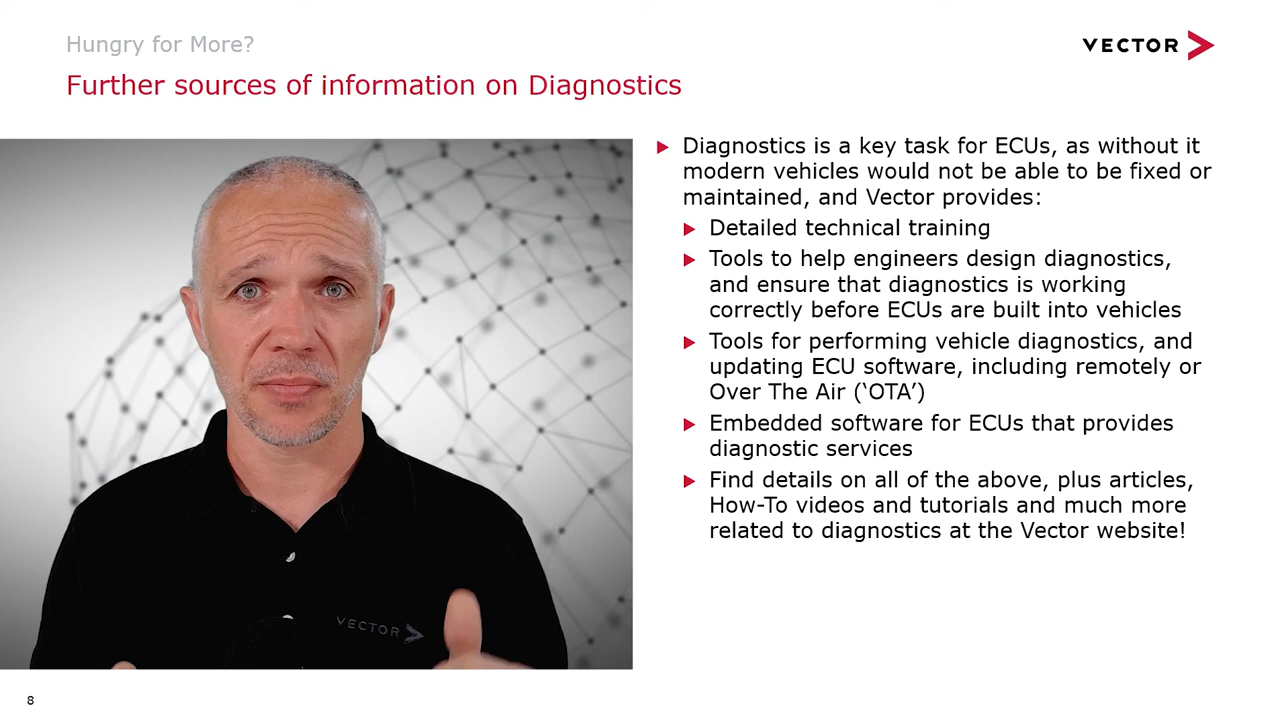 Hungry for More?
VECTOR
Further sources of information on Diagnostics
Diagnostics is a key task for ECUs, as without it
modern vehicles would not be able to be fixed or
maintained, and Vector provides:
Detailed technical training
Tools to help engineers design diagnostics,
and ensure that diagnostics is working
correctly before ECUs are built into vehicles
Tools for performing vehicle diagnostics, and
updating ECU software, including remotely or
Over The Air (‘OTA’)
Embedded software for ECUs that provides
diagnostic services
Find details on all of the above, plus articles,
How-To videos and tutorials and much more
related to diagnostics at the Vector website!
VECTOR
8